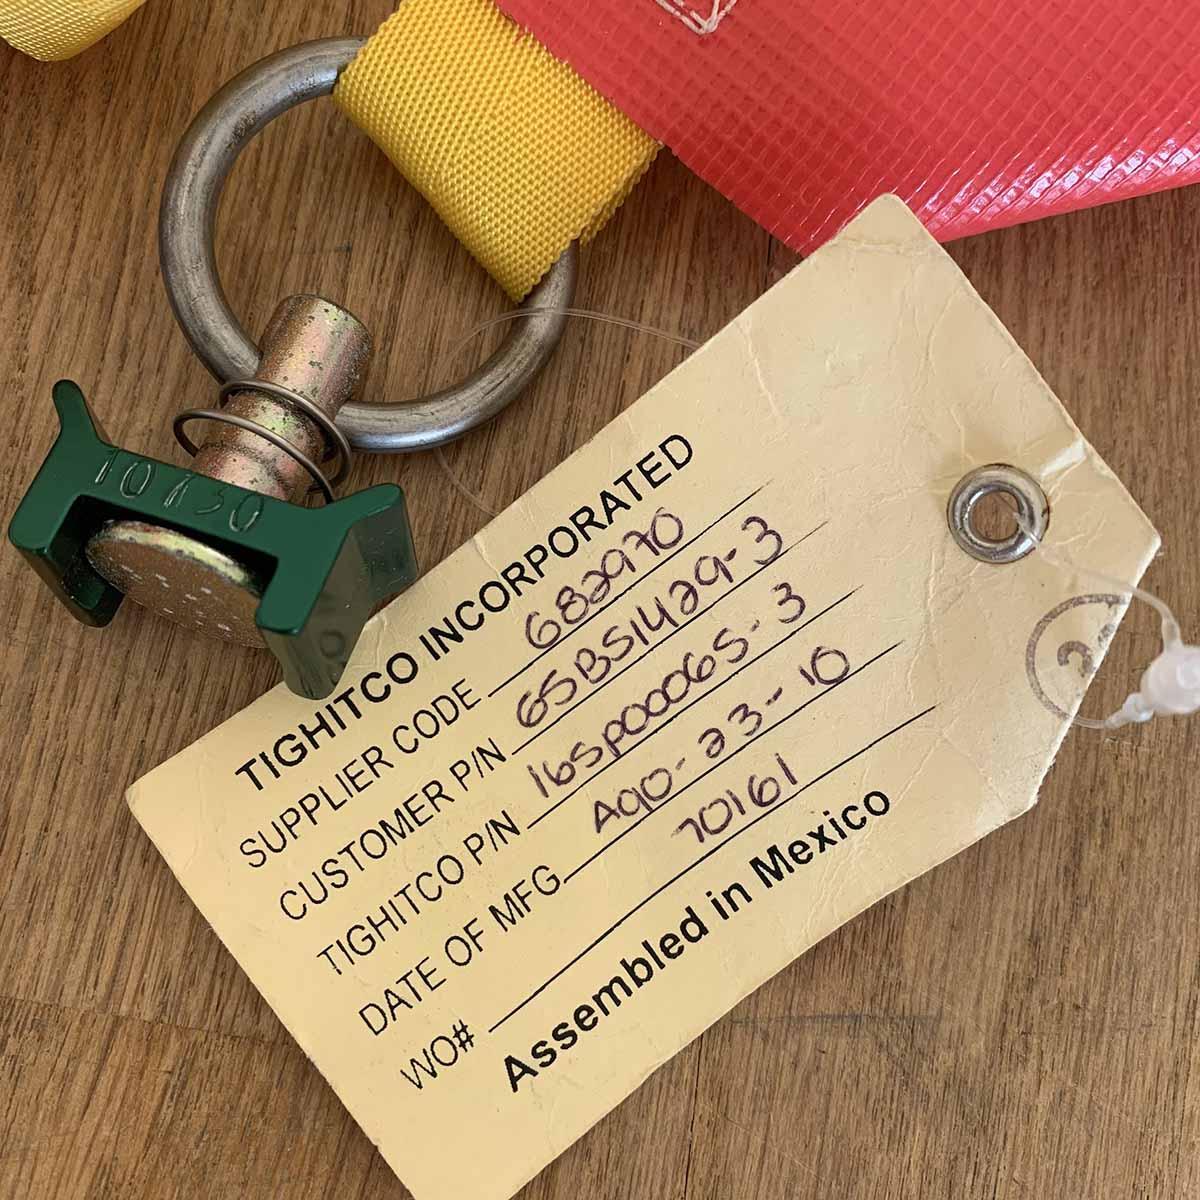 TIGHITCO INCORPORATED
SUPPLIER CODE 682970
CUSTOMER P/N 65B51429-3
TIGHITCO P/N 16SP00065-3
DATE OF MFG. A90-23-10
WO# 70161
Assembled in Mexico